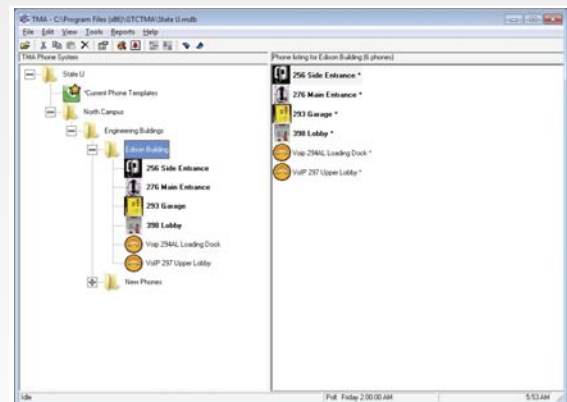 TMA - C:\Program Files (x86)\GTCTMA\State U.mdb
File Edit View Tools Reports Help
TMA Phone System
Phone listing for Edison Building (6 phones)
State U
*Current Phone Templates
North Campus
Engineering Buildings
Edison Building
256 Side Entrance
276 Main Entrance
293 Garage
398 Lobby
Voip 294AL Loading Dock
VoIP 297 Upper Lobby
New Phones
256 Side Entrance *
276 Main Entrance *
293 Garage *
398 Lobby *
Voip 294AL Loading Dock *
VoIP 297 Upper Lobby *
Idle
Poll Friday 2:00:00 AM
5:53 AM